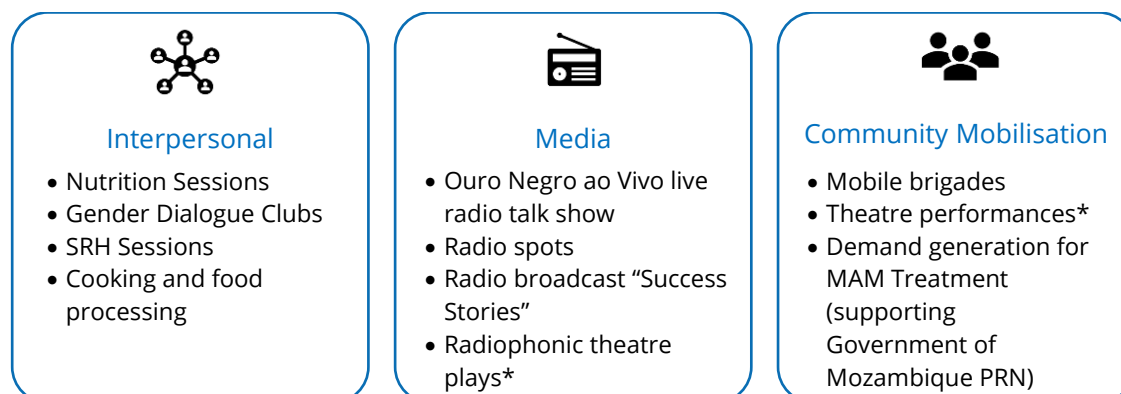 Interpersonal
• Nutrition Sessions
• Gender Dialogue Clubs
• SRH Sessions
• Cooking and food
processing
Media
• Ouro Negro ao Vivo live
radio talk show
• Radio spots
• Radio broadcast “Success
Stories”
• Radiophonic theatre
plays*
Community Mobilisation
• Mobile brigades
• Theatre performances*
• Demand generation for
MAM Treatment
(supporting
Government of
Mozambique PRN)